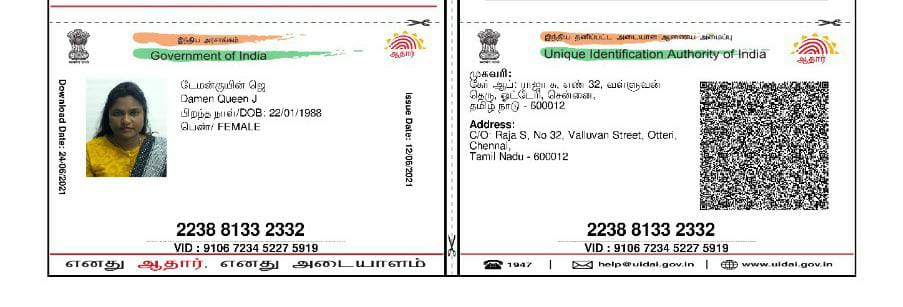 இந்திய அரசாங்கம்
Government of India
ஆதார்
டேமன்குயின் ஜெ
Damen Queen J
பிறந்த நாள்/DOB: 22/01/1988
பெண்/ FEMALE
Download Date: 24-06/2021
Issue Date: 12/06/2021
2238 8133 2332
VID : 9106 7234 5227 5919
எனது ஆதார், எனது அடையாளம்
இந்திய தனிப்பட்ட அடையாள ஆணைய அமைப்பு
Unique Identification Authority of India
ஆதார்
முகவரி:
கேர் ஆப்: ராஜா சு, எண் 32, வள்ளுவன்
தெரு, ஓட்டேரி, சென்னை,
தமிழ் நாடு - 600012
Address:
C/O: Raja S, No 32, Valluvan Street, Otteri,
Chennai,
Tamil Nadu - 600012
2238 8133 2332
VID : 9106 7234 5227 5919
1947 | help@uidai.gov.in | www.uidai.gov.in